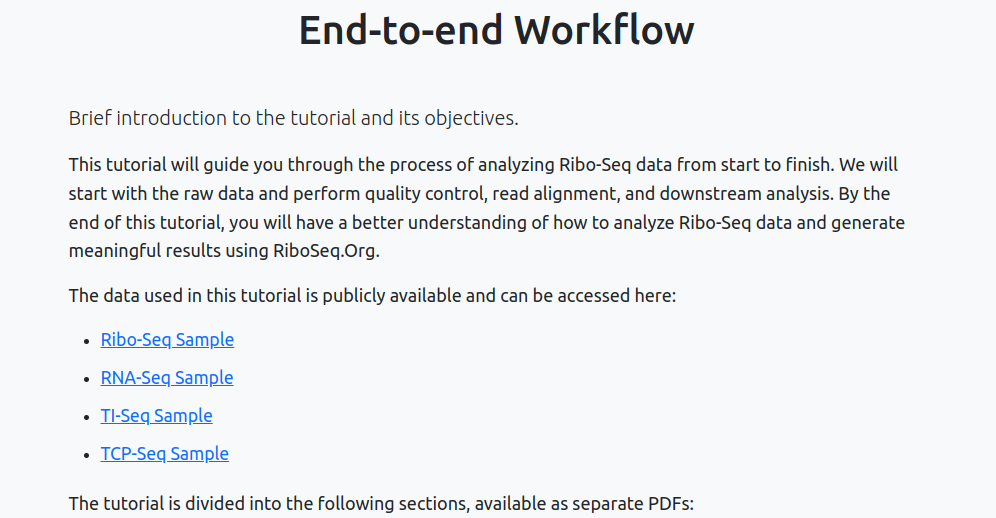 End-to-end Workflow
Brief introduction to the tutorial and its objectives.
This tutorial will guide you through the process of analyzing Ribo-Seq data from start to finish. We will
start with the raw data and perform quality control, read alignment, and downstream analysis. By the
end of this tutorial, you will have a better understanding of how to analyze Ribo-Seq data and generate
meaningful results using RiboSeq.Org.
The data used in this tutorial is publicly available and can be accessed here:
• Ribo-Seq Sample
• RNA-Seq Sample
• TI-Seq Sample
• TCP-Seq Sample
The tutorial is divided into the following sections, available as separate PDFs: